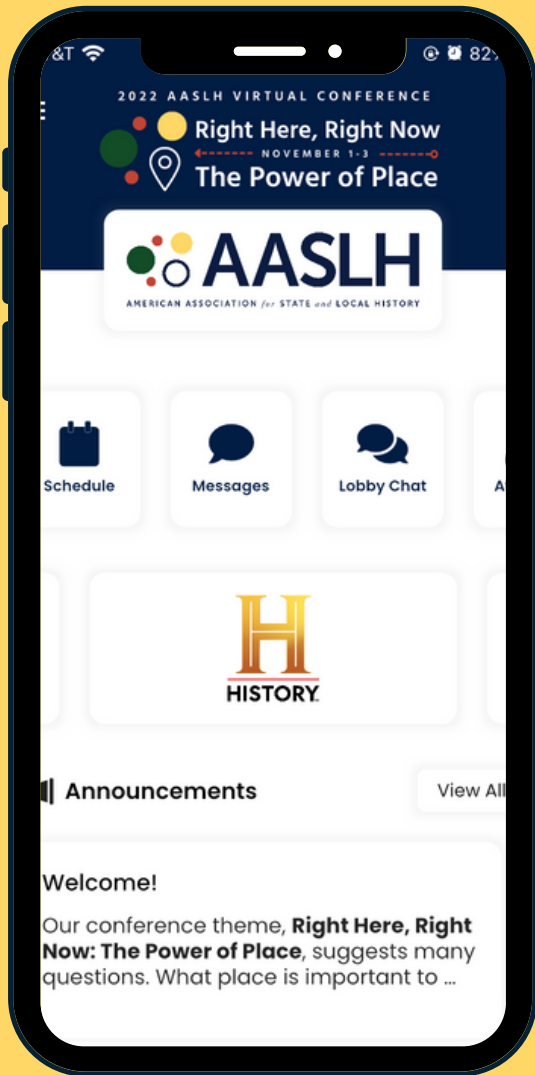 &T 82%
2022 AASLH VIRTUAL CONFERENCE
Right Here, Right Now
NOVEMBER 1-3
The Power of Place
AASLH
AMERICAN ASSOCIATION for STATE and LOCAL HISTORY
Schedule Messages Lobby Chat
H
HISTORY
Announcements View All
Welcome!
Our conference theme, Right Here, Right
Now: The Power of Place, suggests many
questions. What place is important to ...